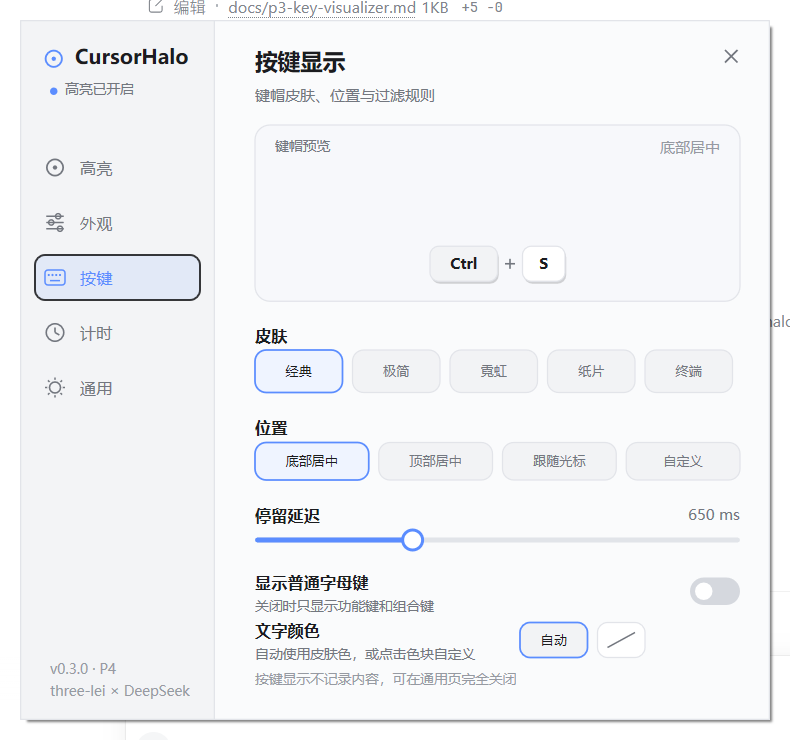 编辑 · docs/p3-key-visualizer.md 1KB +5 -0
CursorHalo
高亮已开启
高亮
外观
按键
计时
通用
v0.3.0 · P4
three-lei × DeepSeek
按键显示
键帽皮肤、位置与过滤规则
键帽预览 底部居中
Ctrl + S
皮肤
经典 极简 霓虹 纸片 终端
位置
底部居中 顶部居中 跟随光标 自定义
停留延迟 650 ms
显示普通字母键
关闭时只显示功能键和组合键
文字颜色
自动使用皮肤色，或点击色块自定义
自动
按键显示不记录内容，可在通用页完全关闭